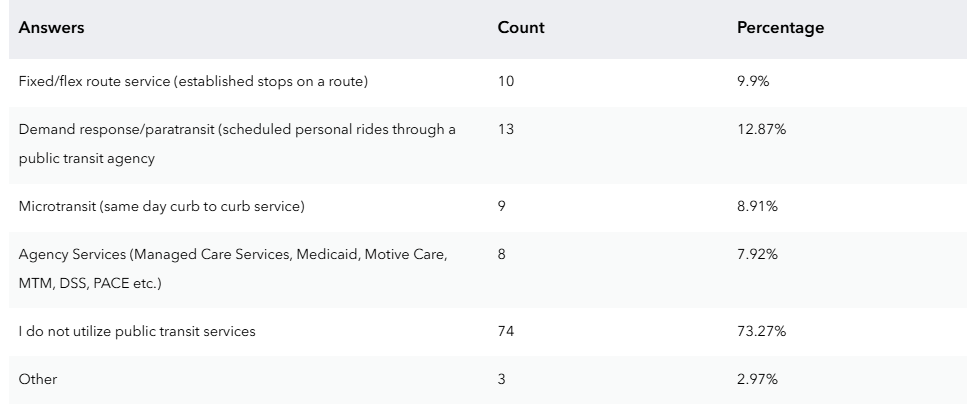 Answers Count Percentage
Fixed/flex route service (established stops on a route) 10 9.9%
Demand response/paratransit (scheduled personal rides through a 13 12.87%
public transit agency
Microtransit (same day curb to curb service) 9 8.91%
Agency Services (Managed Care Services, Medicaid, Motive Care, 8 7.92%
MTM, DSS, PACE etc.)
I do not utilize public transit services 74 73.27%
Other 3 2.97%